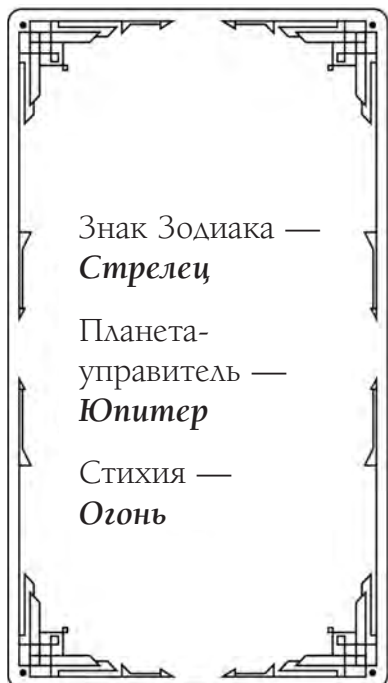 Знак Зодиака —
Стрелец
Планета-
управитель —
Юпитер
Стихия —
Огонь